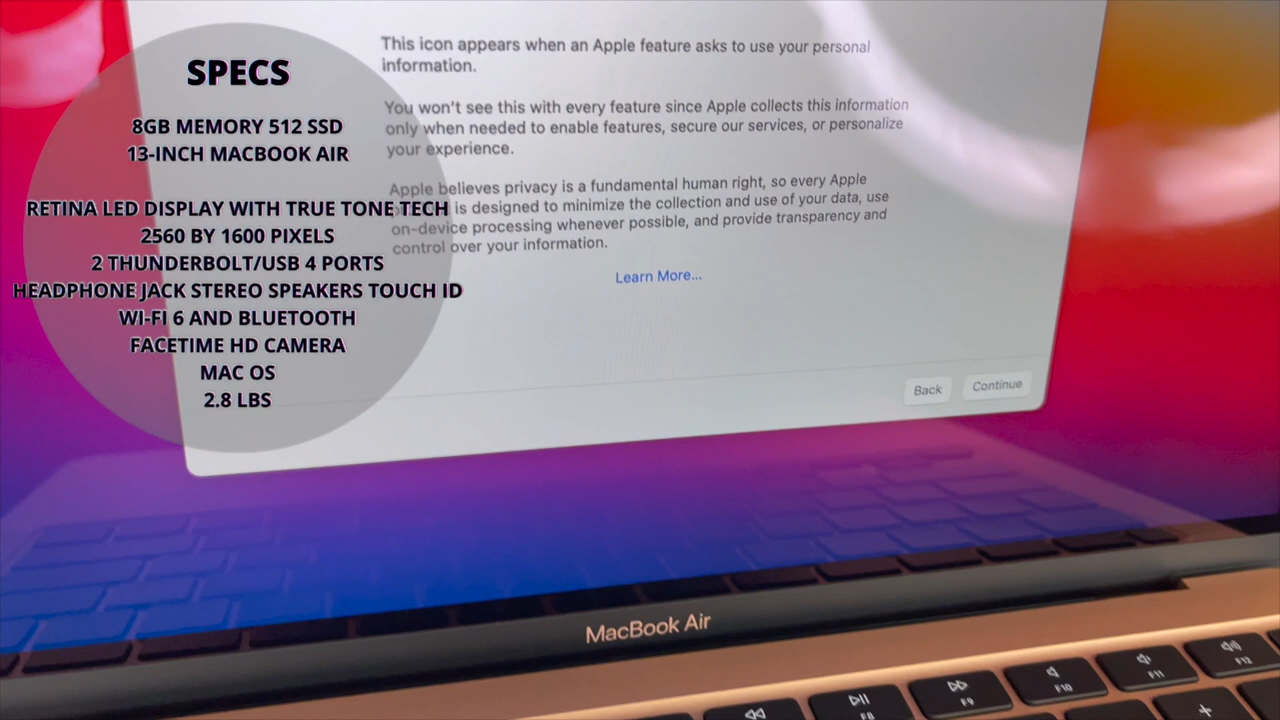 SPECS
8GB MEMORY 512 SSD
13-INCH MACBOOK AIR
RETINA LED DISPLAY WITH TRUE TONE TECH
2560 BY 1600 PIXELS
2 THUNDERBOLT/USB 4 PORTS
HEADPHONE JACK STEREO SPEAKERS TOUCH ID
WI-FI 6 AND BLUETOOTH
FACETIME HD CAMERA
MAC OS
2.8 LBS
This icon appears when an Apple feature asks to use your personal
information.
You won't see this with every feature since Apple collects this information
only when needed to enable features, secure our services, or personalize
your experience.
Apple believes privacy is a fundamental human right, so every Apple
is designed to minimize the collection and use of your data, use
on-device processing whenever possible, and provide transparency and
control over your information.
Learn More...
Back
Continue
MacBook Air
F8
F9
F10
F11
F12
+